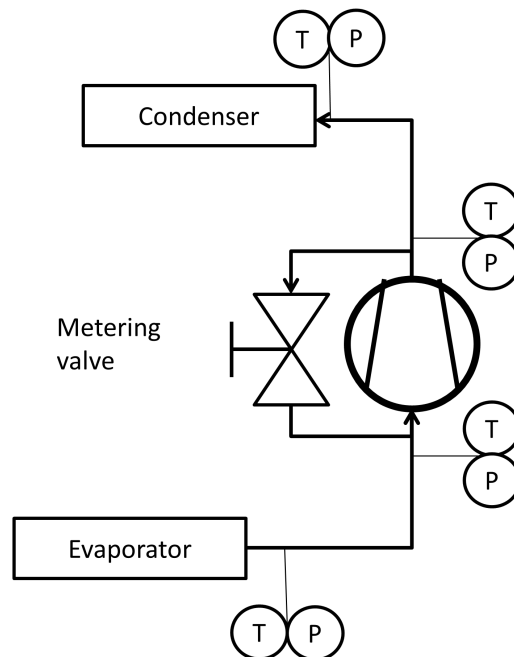 T P
Condenser
T
P
Metering
valve
T
P
Evaporator
T P